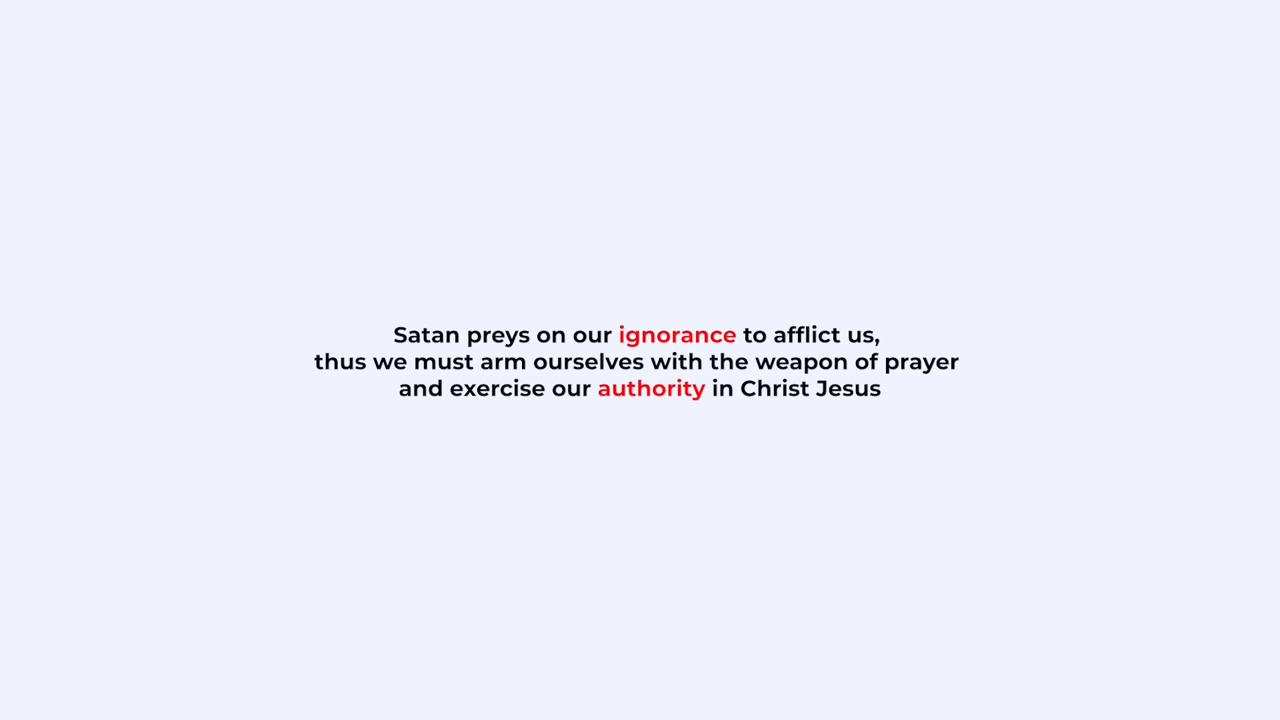 Satan preys on our ignorance to afflict us,
thus we must arm ourselves with the weapon of prayer
and exercise our authority in Christ Jesus